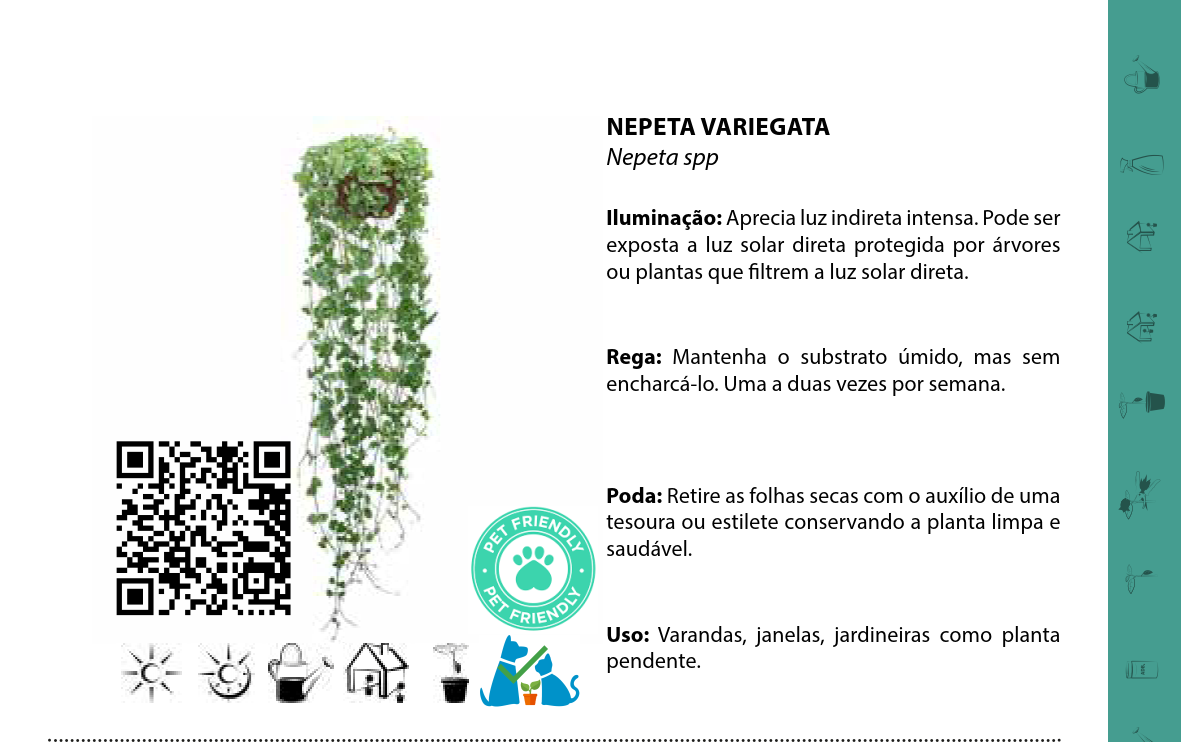 NEPETA VARIEGATA
Nepeta spp
Iluminação: Aprecia luz indireta intensa. Pode ser
exposta a luz solar direta protegida por árvores
ou plantas que filtrem a luz solar direta.
Rega: Mantenha o substrato úmido, mas sem
encharcá-lo. Uma a duas vezes por semana.
Poda: Retire as folhas secas com o auxílio de uma
tesoura ou estilete conservando a planta limpa e
saudável.
Uso: Varandas, janelas, jardineiras como planta
pendente.
PET FRIENDLY
PET FRIENDLY